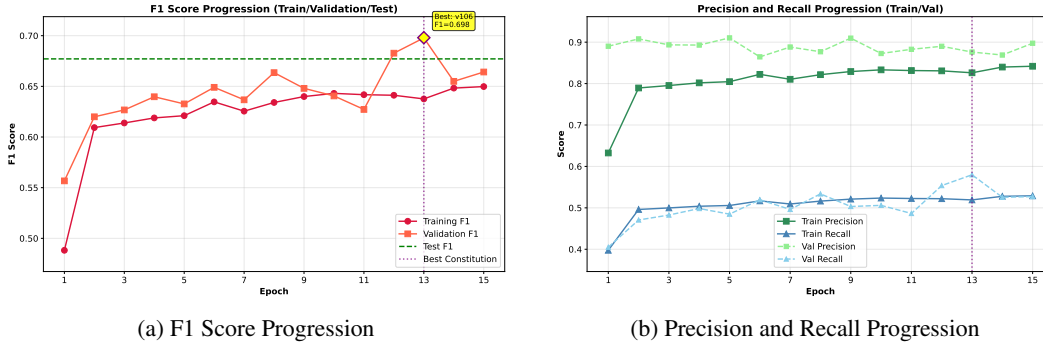 F1 Score Progression (Train/Validation/Test)
Best: v106
F1=0.698
0.70
0.65
0.60
0.55
0.50
F1 Score
Training F1
Validation F1
Test F1
Best Constitution
1 3 5 7 9 11 13 15
Epoch
(a) F1 Score Progression
Precision and Recall Progression (Train/Val)
0.9
0.8
0.7
0.6
0.5
0.4
Score
Train Precision
Train Recall
Val Precision
Val Recall
1 3 5 7 9 11 13 15
Epoch
(b) Precision and Recall Progression